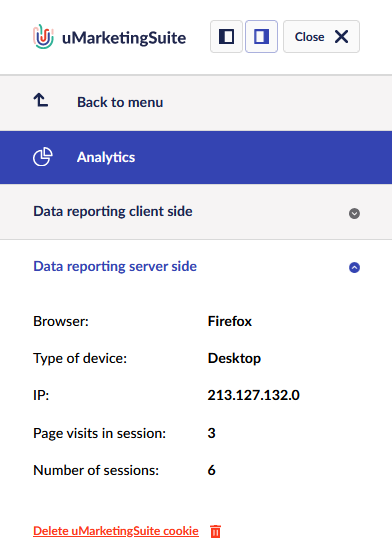 uMarketingSuite
Close
Back to menu
Analytics
Data reporting client side
Data reporting server side
Browser: Firefox
Type of device: Desktop
IP: 213.127.132.0
Page visits in session: 3
Number of sessions: 6
Delete uMarketingSuite cookie